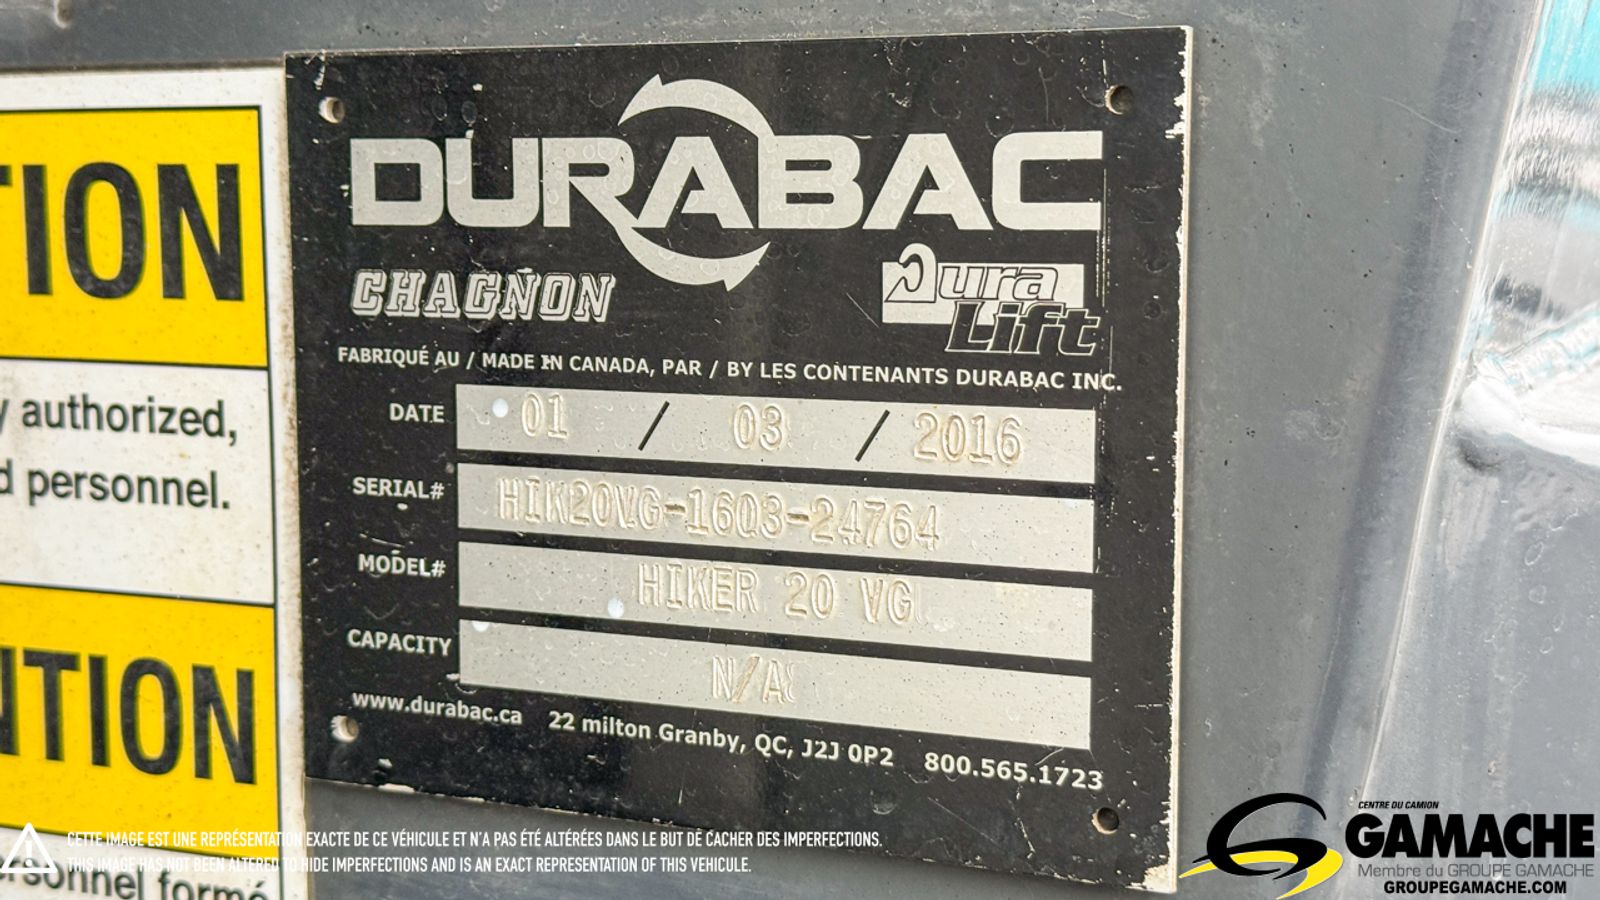 TION
y authorized,
d personnel.
NTION
DURABAC
CHAGNON
Dura
Lift
FABRIQUÉ AU / MADE IN CANADA, PAR / BY LES CONTENANTS DURABAC INC.
DATE 01 / 03 / 2016
SERIAL# HIK20VG-1603-24764
MODEL# HIKER 20 VG
CAPACITY N/A
www.durabac.ca 22 milton Granby, QC, J2J 0P2 800.565.1723
CETTE IMAGE EST UNE REPRÉSENTATION EXACTE DE CE VÉHICULE ET N'A PAS ÉTÉ ALTÉRÉES DANS LE BUT DE CACHER DES IMPERFECTIONS.
THIS IMAGE HAS NOT BEEN ALTERED TO HIDE IMPERFECTIONS AND IS AN EXACT REPRESENTATION OF THIS VEHICULE.
rsonnel formé
CENTRE DU CAMION
GAMACHE
Membre du GROUPE GAMACHE
GROUPEGAMACHE.COM